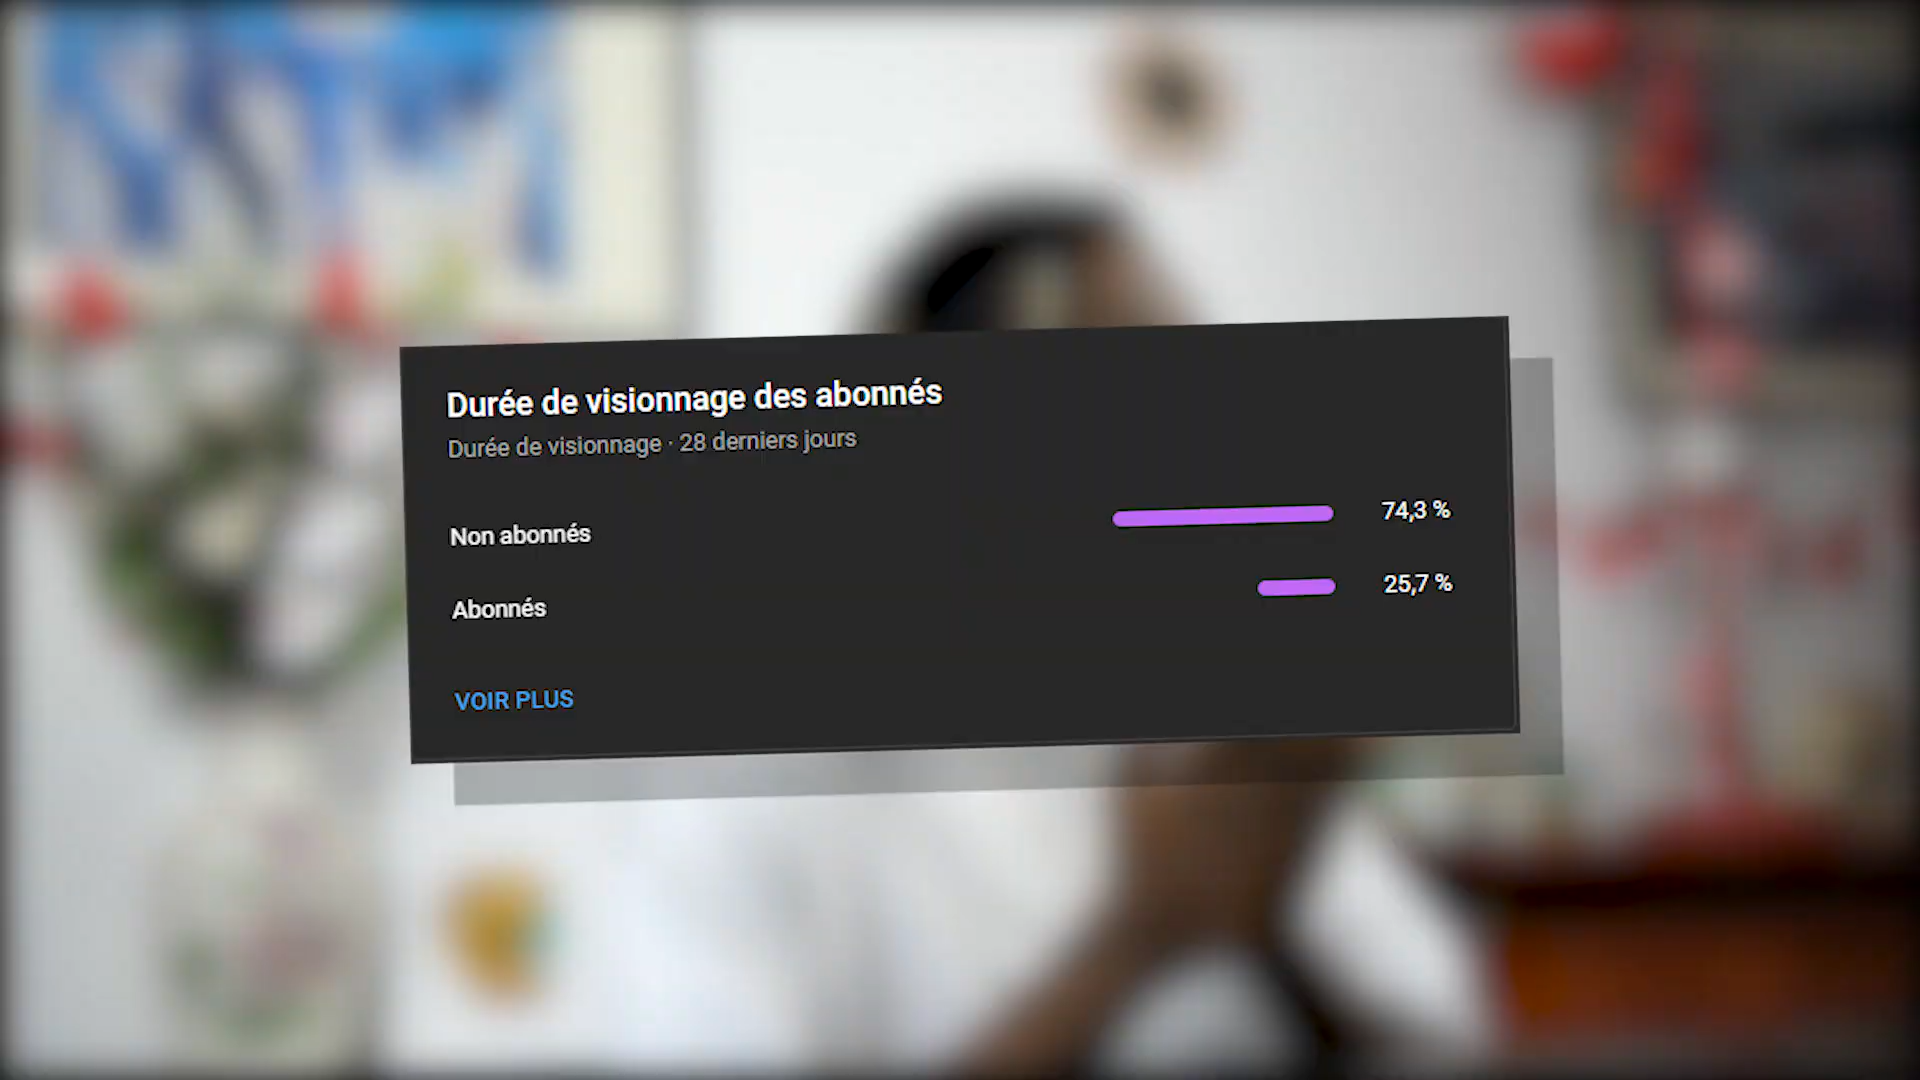 Durée de visionnage des abonnés
Durée de visionnage · 28 derniers jours
Non abonnés 74,3 %
Abonnés 25,7 %
VOIR PLUS